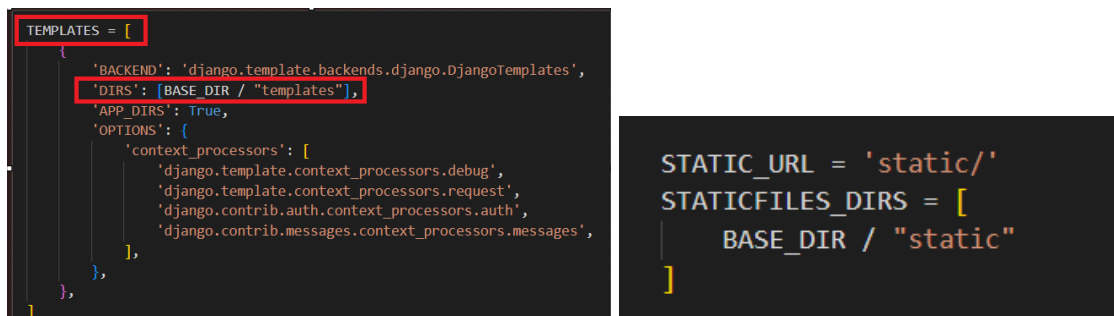 TEMPLATES = [
{
'BACKEND': 'django.template.backends.django.DjangoTemplates',
'DIRS': [BASE_DIR / "templates"],
'APP_DIRS': True,
'OPTIONS': {
'context_processors': [
'django.template.context_processors.debug',
'django.template.context_processors.request',
'django.contrib.auth.context_processors.auth',
'django.contrib.messages.context_processors.messages',
],
},
},
]
STATIC_URL = 'static/'
STATICFILES_DIRS = [
BASE_DIR / "static"
]